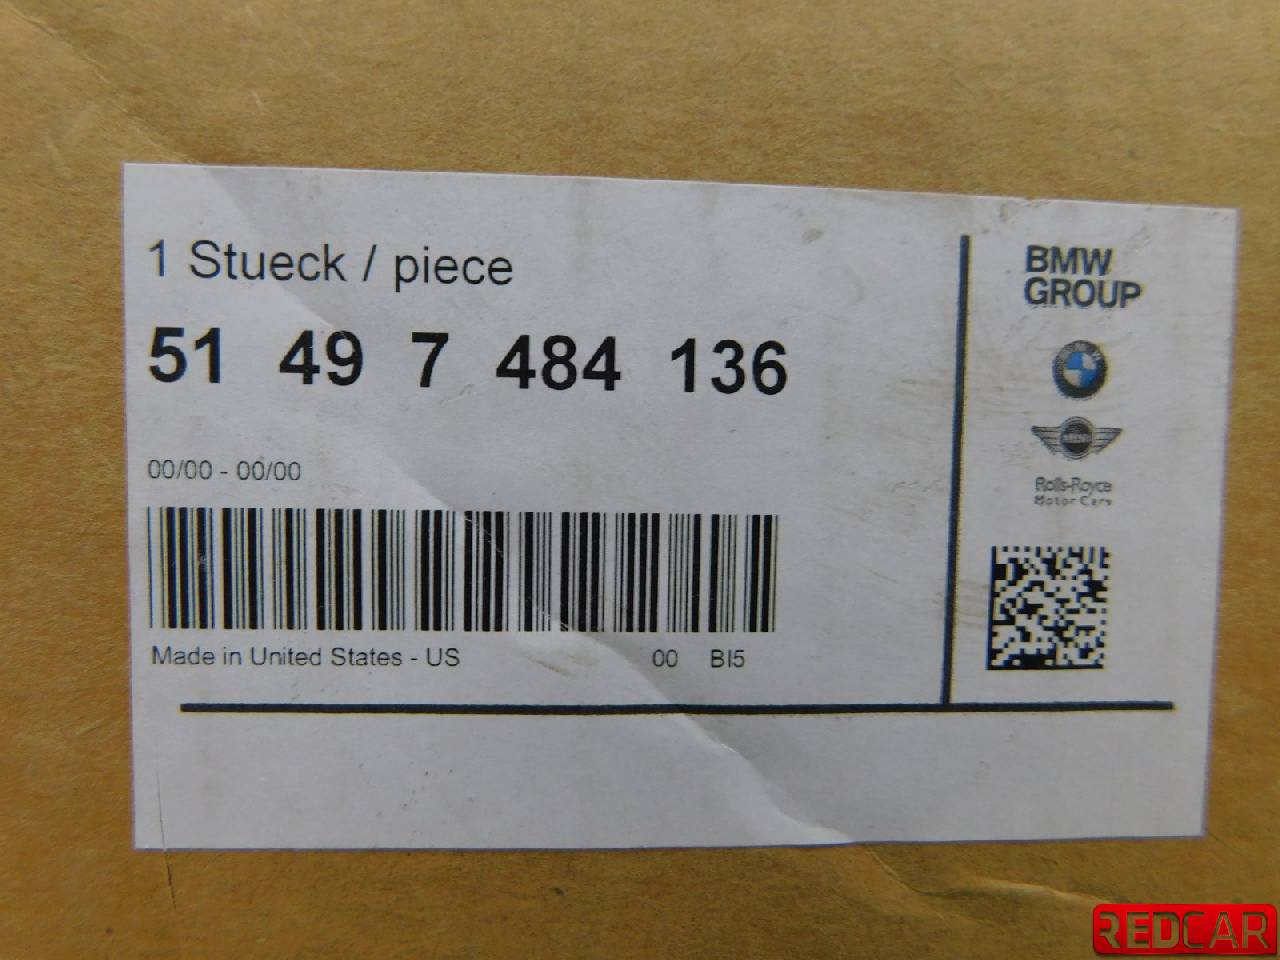 1 Stueck / piece
51 49 7 484 136
00/00 - 00/00
Made in United States - US 00 BI5
BMW
GROUP
Rolls-Royce
Motor Cars
REDCAR